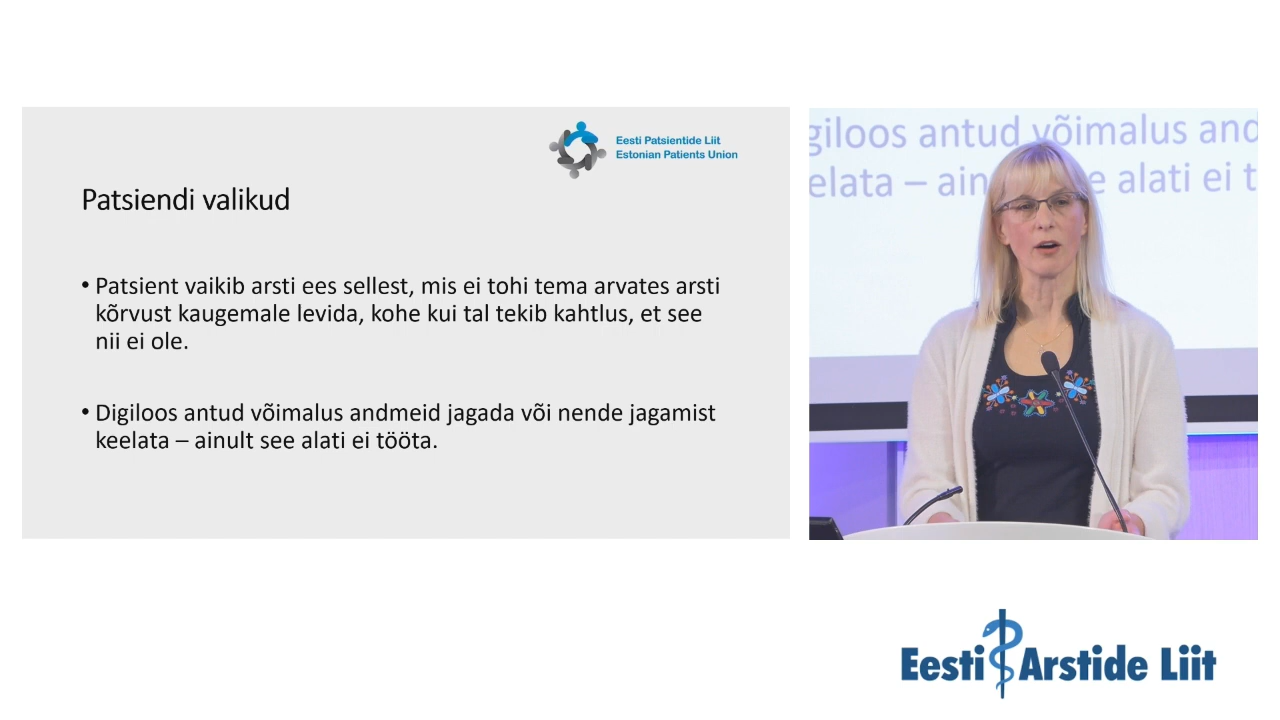 Eesti Patsientide Liit
Estonian Patients Union
Patsiendi valikud
• Patsient vaikib arsti ees sellest, mis ei tohi tema arvates arsti
kõrvust kaugemale levida, kohe kui tal tekib kahtlus, et see
nii ei ole.
• Digiloos antud võimalus andmeid jagada või nende jagamist
keelata – ainult see alati ei tööta.
giloos antud võimalus and
elata – ain e alati ei t
Eesti Arstide Liit